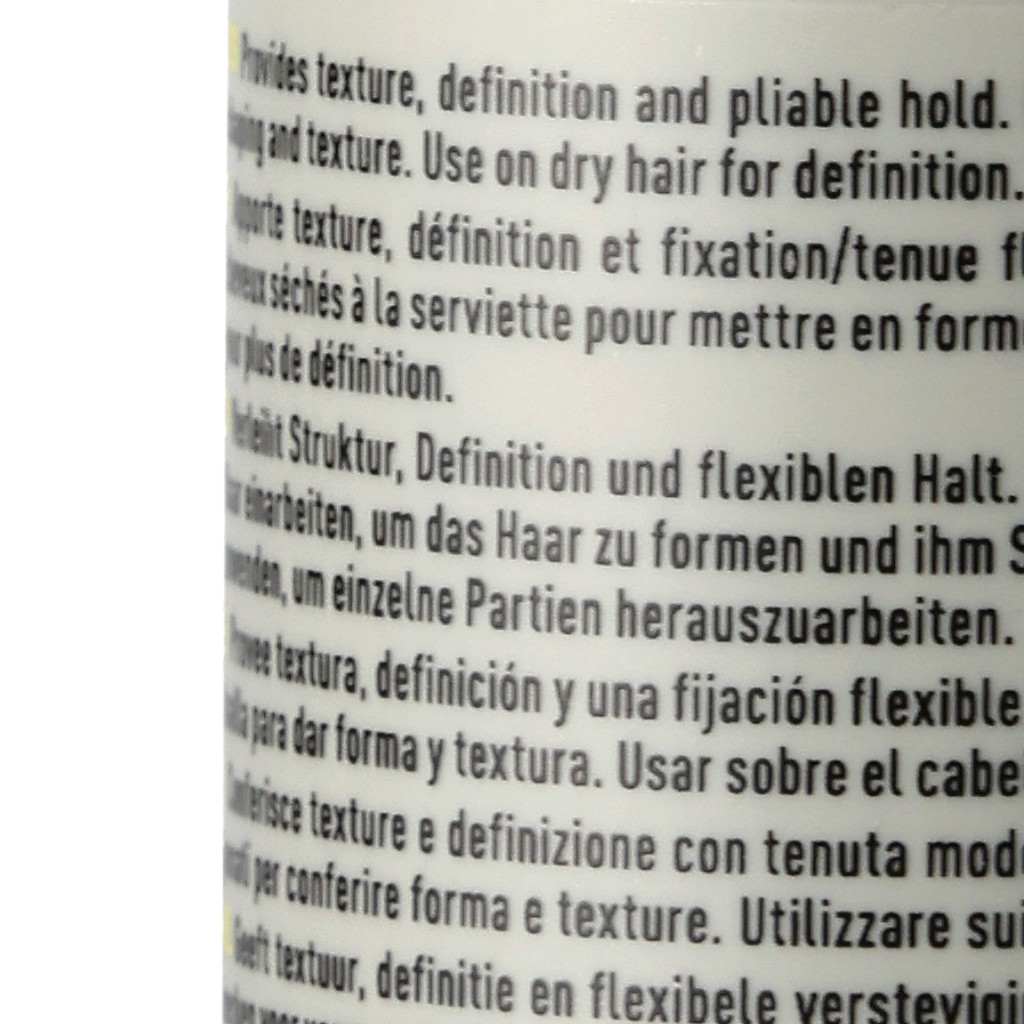 Provides texture, definition and pliable hold.
and texture. Use on dry hair for definition.
Apporte texture, définition et fixation/tenue
séchés à la serviette pour mettre en form
plus de définition.
Verleiht Struktur, Definition und flexiblen Halt.
einarbeiten, um das Haar zu formen und ihm S
um einzelne Partien herauszuarbeiten.
Provee textura, definición y una fijación flexible
para dar forma y textura. Usar sobre el cabe
Conferisce texture e definizione con tenuta mod
per conferire forma e texture. Utilizzare sui
Geeft textuur, definitie en flexibele verstevigi